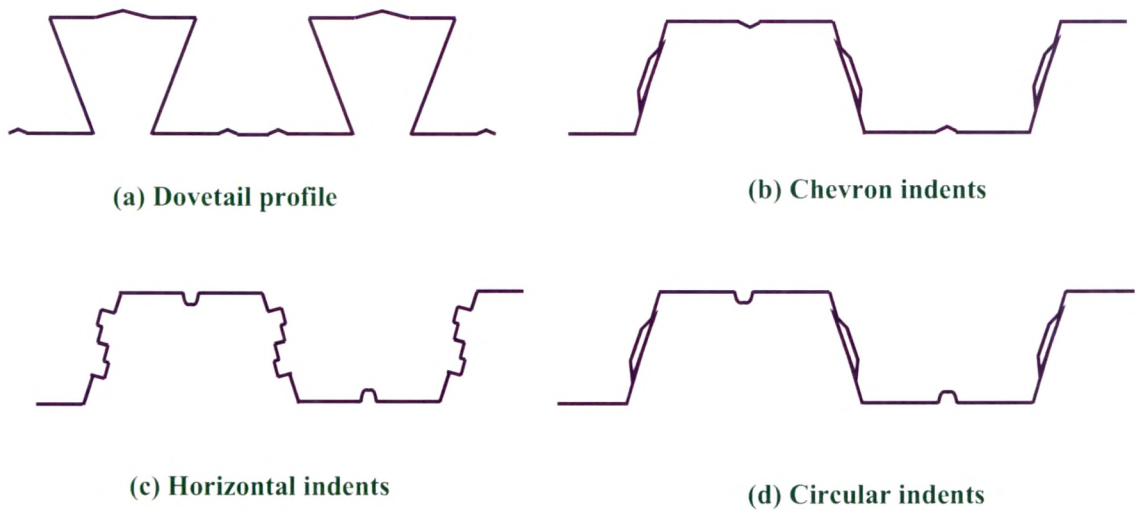 (a) Dovetail profile
(b) Chevron indents
(c) Horizontal indents
(d) Circular indents